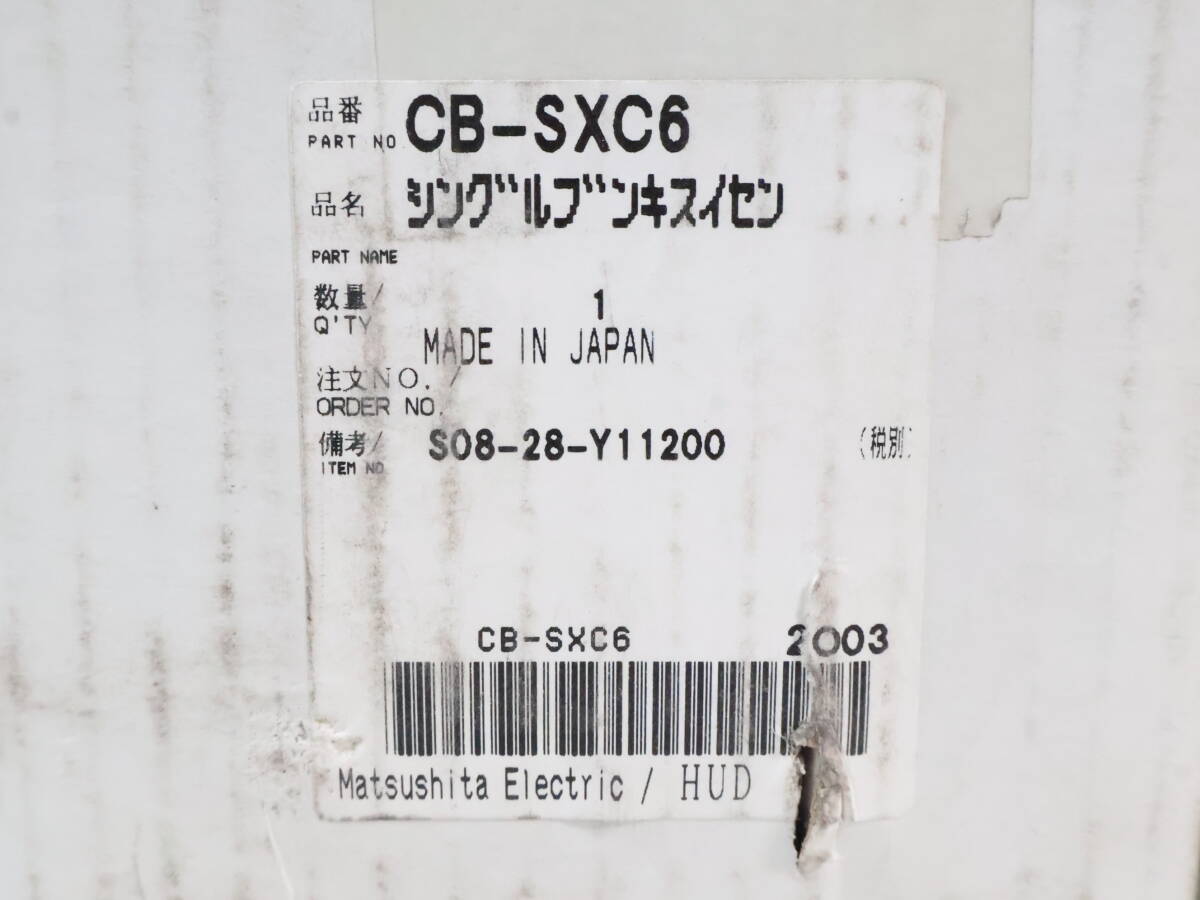 品番 CB-SXC6
PART NO.
品名 シングルブンキスイセン
PART NAME
数量/ 1
Q'TY
MADE IN JAPAN
注文NO. /
ORDER NO.
備考/ S08-28-Y11200 (税別)
ITEM NO.
CB-SXC6 2003
Matsushita Electric / HUD